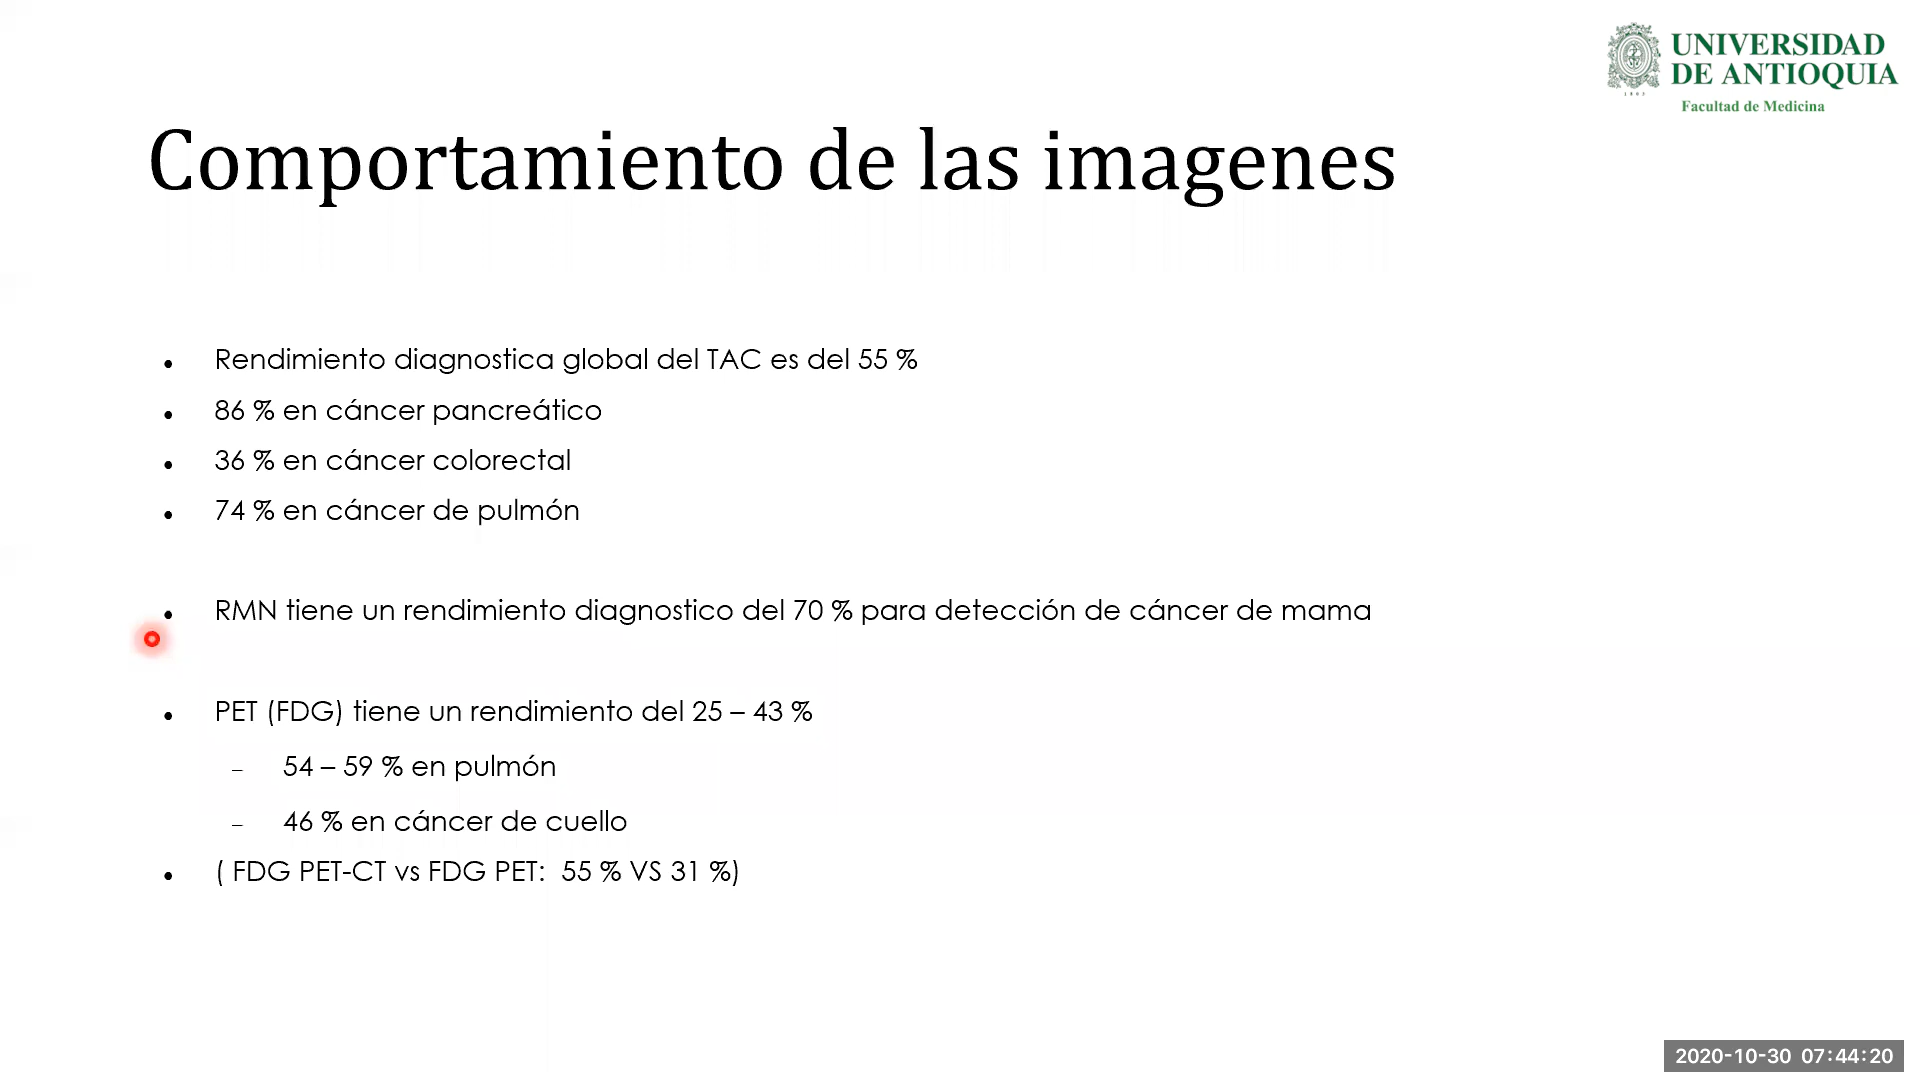 UNIVERSIDAD
DE ANTIOQUIA
1803
Facultad de Medicina
Comportamiento de las imagenes
• Rendimiento diagnostica global del TAC es del 55 %
• 86 % en cáncer pancreático
• 36 % en cáncer colorectal
• 74 % en cáncer de pulmón
• RMN tiene un rendimiento diagnostico del 70 % para detección de cáncer de mama
• PET (FDG) tiene un rendimiento del 25 – 43 %
– 54 – 59 % en pulmón
– 46 % en cáncer de cuello
• ( FDG PET-CT vs FDG PET: 55 % VS 31 %)
2020-10-30 07:44:20